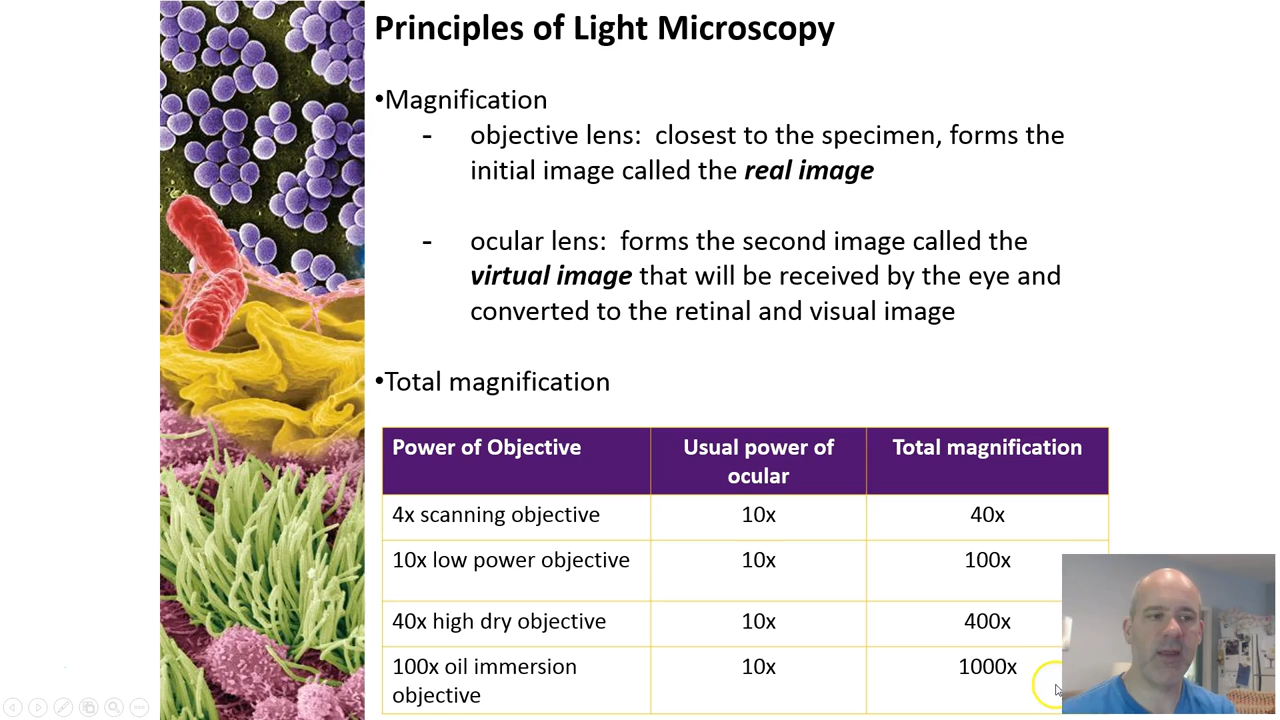 Principles of Light Microscopy
•Magnification
- objective lens: closest to the specimen, forms the
initial image called the real image
- ocular lens: forms the second image called the
virtual image that will be received by the eye and
converted to the retinal and visual image
•Total magnification
Power of Objective Usual power of Total magnification
ocular
4x scanning objective 10x 40x
10x low power objective 10x 100x
40x high dry objective 10x 400x
100x oil immersion 10x 1000x
objective